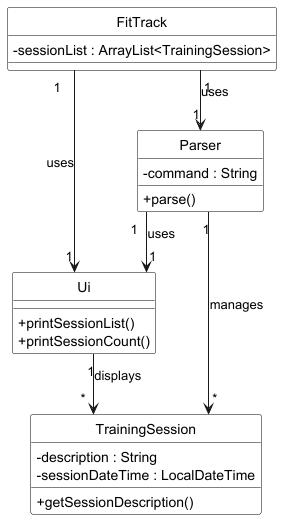 FitTrack
-sessionList : ArrayList<TrainingSession>
1
1
uses
uses
1
Parser
-command : String
+parse()
1
uses
1
1
1
manages
Ui
+printSessionList()
+printSessionCount()
1
displays
*
*
TrainingSession
-description : String
-sessionDateTime : LocalDateTime
+getSessionDescription()